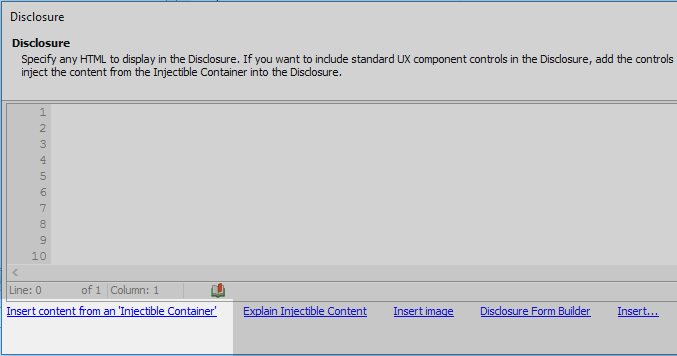 Disclosure
Disclosure
Specify any HTML to display in the Disclosure. If you want to include standard UX component controls in the Disclosure, add the controls
inject the content from the Injectible Container into the Disclosure.
1
2
3
4
5
6
7
8
9
10
<
Line: 0 of 1 Column: 1
Insert content from an 'Injectible Container' Explain Injectible Content Insert image Disclosure Form Builder Insert...